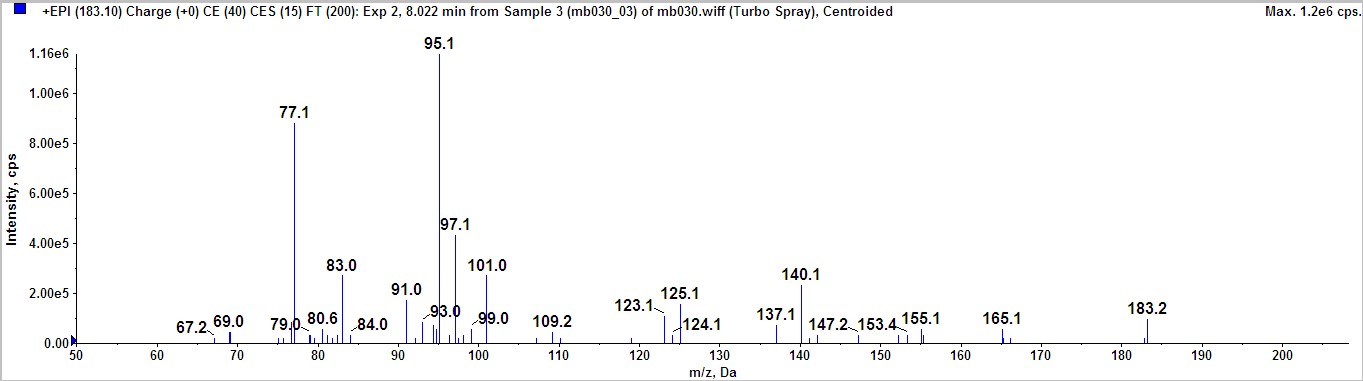 +EPI (183.10) Charge (+0) CE (40) CES (15) FT (200): Exp 2, 8.022 min from Sample 3 (mb030_03) of mb030.wiff (Turbo Spray), Centroided
Max. 1.2e6 cps.
Intensity, cps
1.16e6
1.00e6
8.00e5
6.00e5
4.00e5
2.00e5
0.00
95.1
77.1
97.1
83.0
101.0
140.1
91.0
123.1
125.1
93.0
137.1
67.2
69.0
79.0
80.6
84.0
99.0
109.2
124.1
147.2
153.4
155.1
165.1
183.2
50 60 70 80 90 100 110 120 130 140 150 160 170 180 190 200
m/z, Da